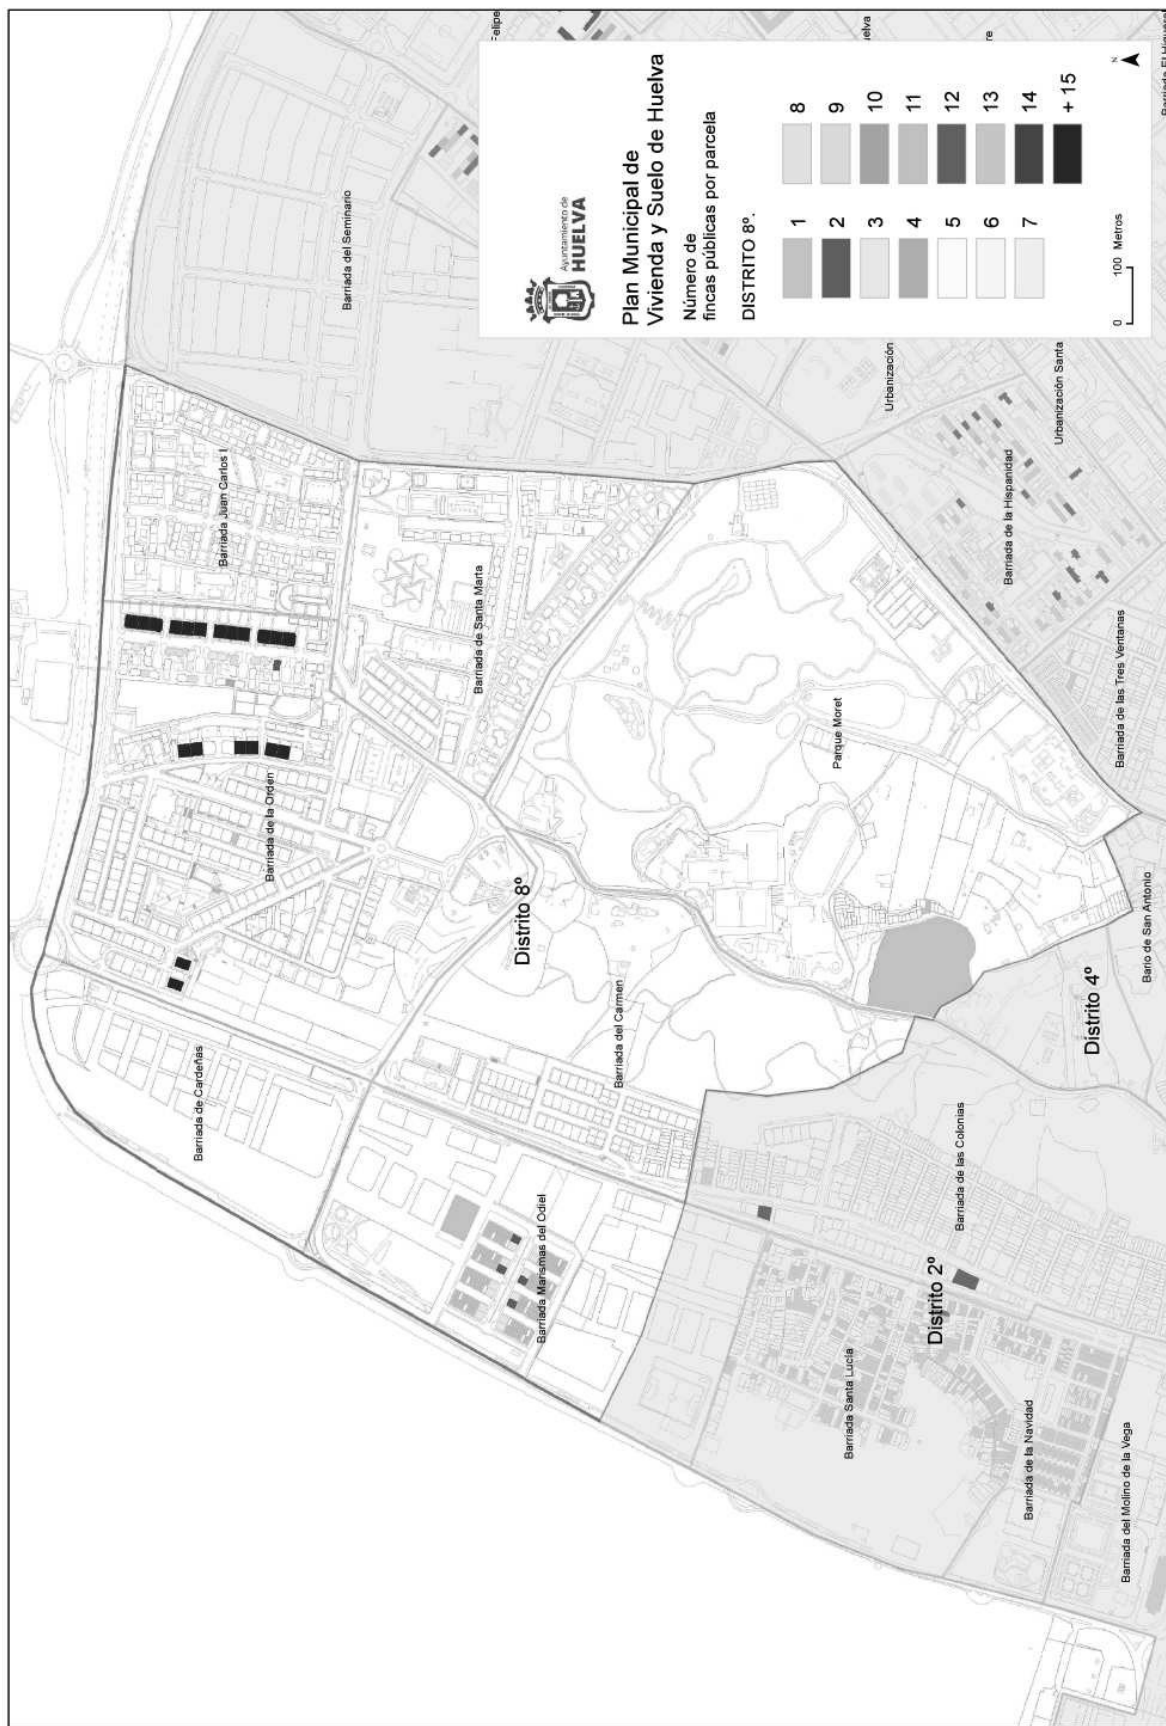 Ayuntamiento de
HUELVA
Plan Municipal de
Vivienda y Suelo de Huelva
Número de
fincas públicas por parcela
DISTRITO 8º.
1
2
3
4
5
6
7
8
9
10
11
12
13
14
+ 15
0 100 Metros
N
Felipe
elva
re
Barriada del Seminario
Barriada Juan Carlos I
Barriada de Santa Marta
Barriada de la Orden
Distrito 8º
Barriada de Cardeñas
Barriada del Carmen
Barriada Marismas del Odiel
Parque Moret
Urbanización
Urbanización Santa
Barriada de la Hispanidad
Barriada de las Tres Ventanas
Bario de San Antonio
Distrito 4º
Barriada de las Colonias
Distrito 2º
Barriada Santa Lucía
Barriada de la Navidad
Barriada del Molino de la Vega